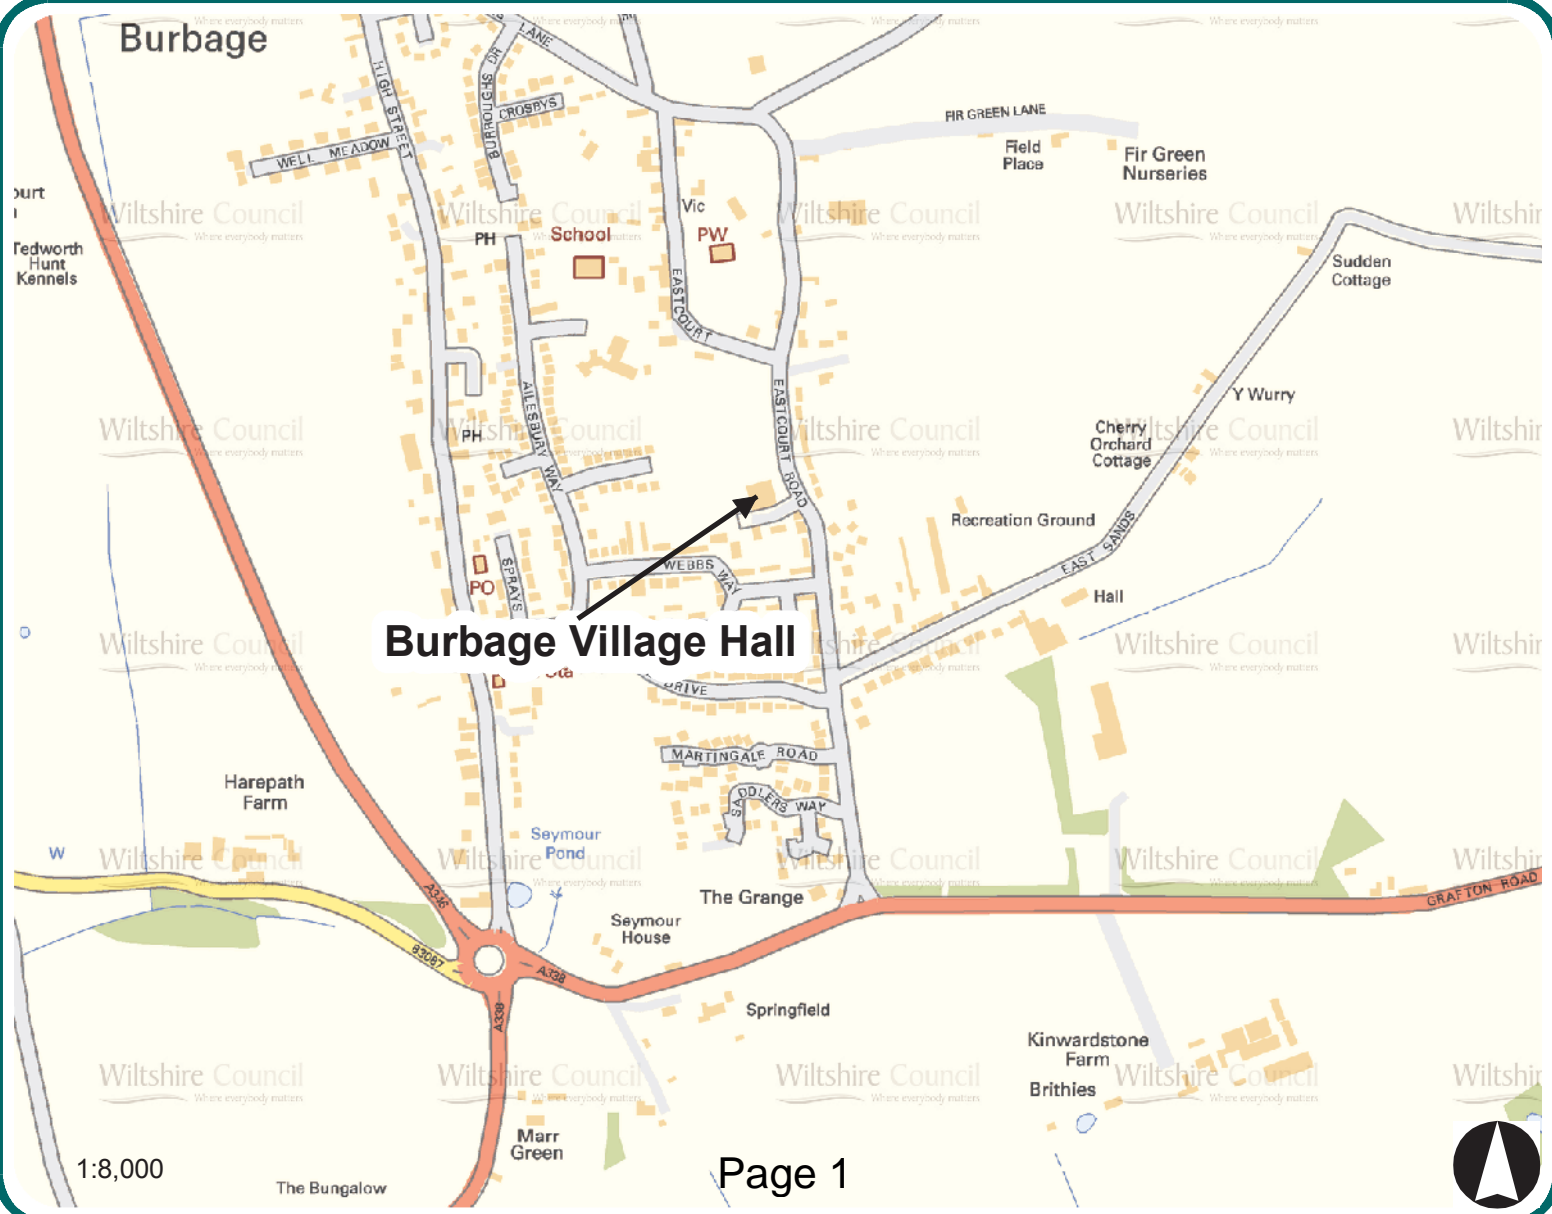 Burbage
HIGH STREET
BURROUGHS DR
LANE
CROSBYS
WELL MEADOW
FIR GREEN LANE
Field
Place
Fir Green
Nurseries
Tedworth
Hunt
Kennels
Vic
PW
PH
School
EASTCOURT
Sudden
Cottage
AILESBURY WAY
EASTCOURT ROAD
PH
Y Wurry
Cherry
Orchard
Cottage
Recreation Ground
EAST SANDS
PO
SPRAYS
WEBBS WAY
Hall
Burbage Village Hall
DRIVE
MARTINGALE ROAD
SADDLERS WAY
Harepath
Farm
W
Seymour
Pond
The Grange
Seymour
House
A346
B3087
A338
A338
GRAFTON ROAD
Springfield
Kinwardstone
Farm
Brithies
Marr
Green
The Bungalow
1:8,000
Page 1
Wiltshire Council
Where everybody matters